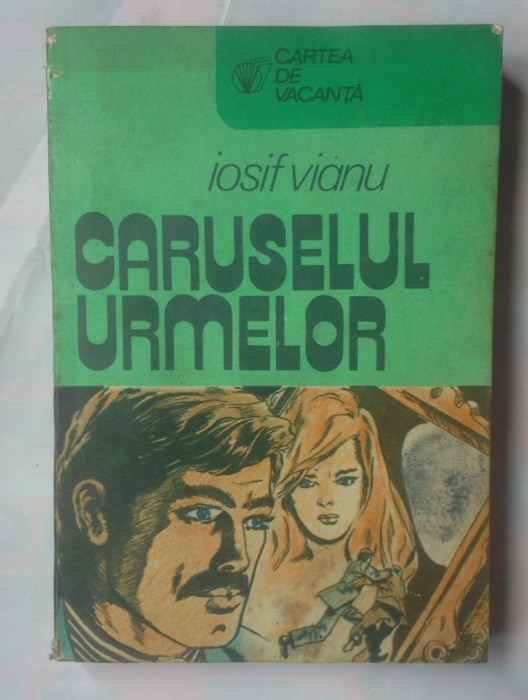 CARTEA
DE
VACANȚĂ
iosif vianu
CARUSELUL
URMELOR